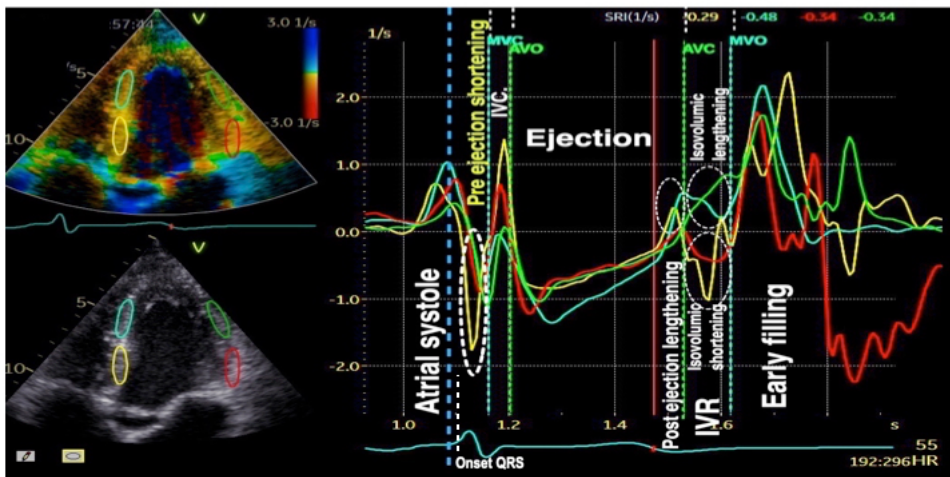 :57:44
V
3.0 1/s
/s
5
10
-3.0 1/s
V
5
10
1/s
SRI(1/s) -0.29 -0.48 -0.34 -0.34
MVC
AVO
AVC
MVO
2.0
1.0
0.0
-1.0
-2.0
Atrial systole
Pre ejection shortening
IVC.
Ejection
Post ejection lengthening
Isovolumic lengthening
Isovolumic shortening
IVR
Early filling
1.0
1.2
1.4
1.6
s
Onset QRS
55
192:296HR